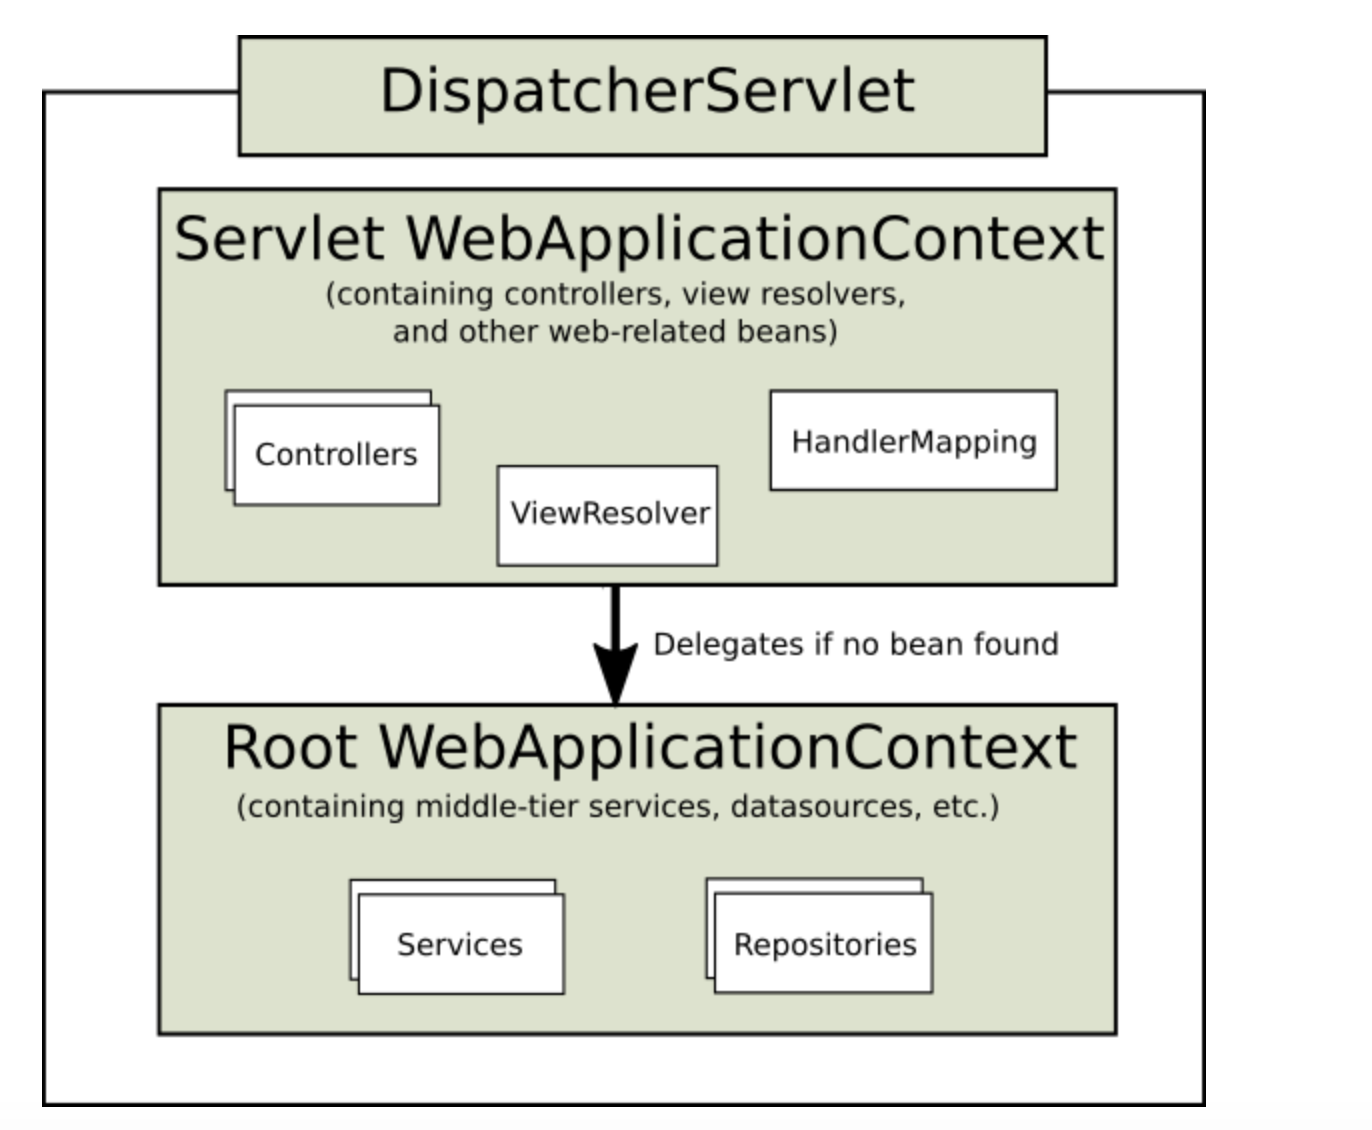 DispatcherServlet
Servlet WebApplicationContext
(containing controllers, view resolvers,
and other web-related beans)
Controllers
HandlerMapping
ViewResolver
Delegates if no bean found
Root WebApplicationContext
(containing middle-tier services, datasources, etc.)
Services
Repositories